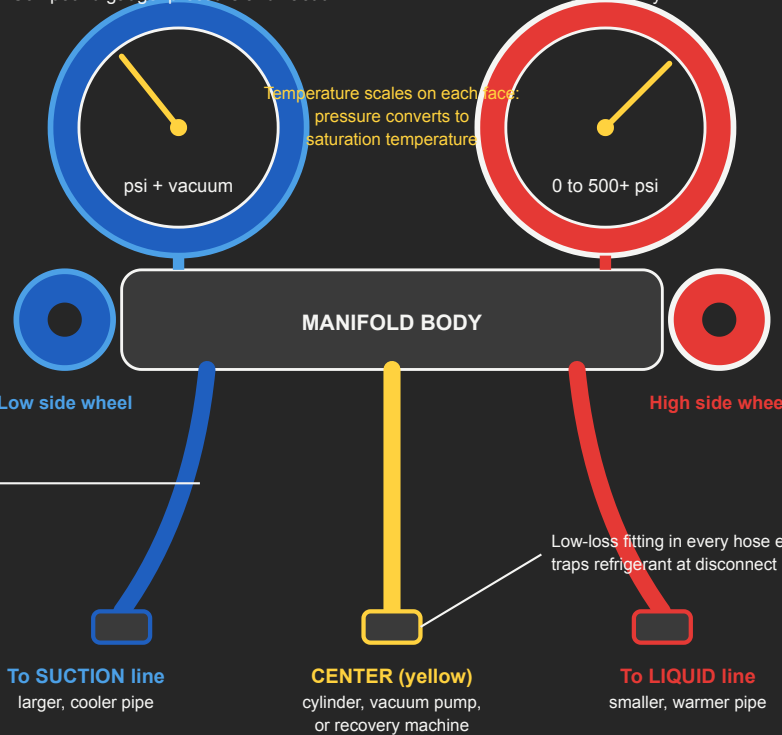 Temperature scales on each face:
pressure converts to
saturation temperature
psi + vacuum
0 to 500+ psi
MANIFOLD BODY
Low side wheel
High side
Low-loss fitting in every hose
traps refrigerant at disconnect
To SUCTION line
larger, cooler pipe
CENTER (yellow)
cylinder, vacuum pump,
or recovery machine
To LIQUID line
smaller, warmer pipe